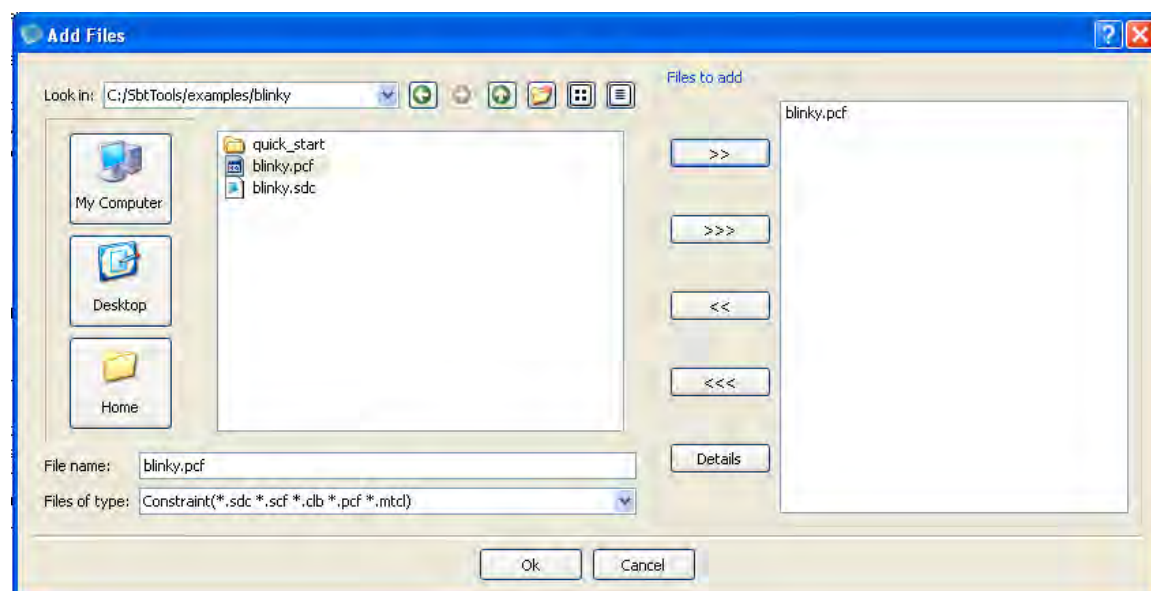 Add Files
Look in: C:/SbtTools/examples/blinky
Files to add
My Computer
Desktop
Home
quick_start
blinky.pcf
blinky.sdc
>>
>>>
<<
<<<
Details
blinky.pcf
File name: blinky.pcf
Files of type: Constraint(*.sdc *.scf *.clb *.pcf *.mtcl)
Ok
Cancel